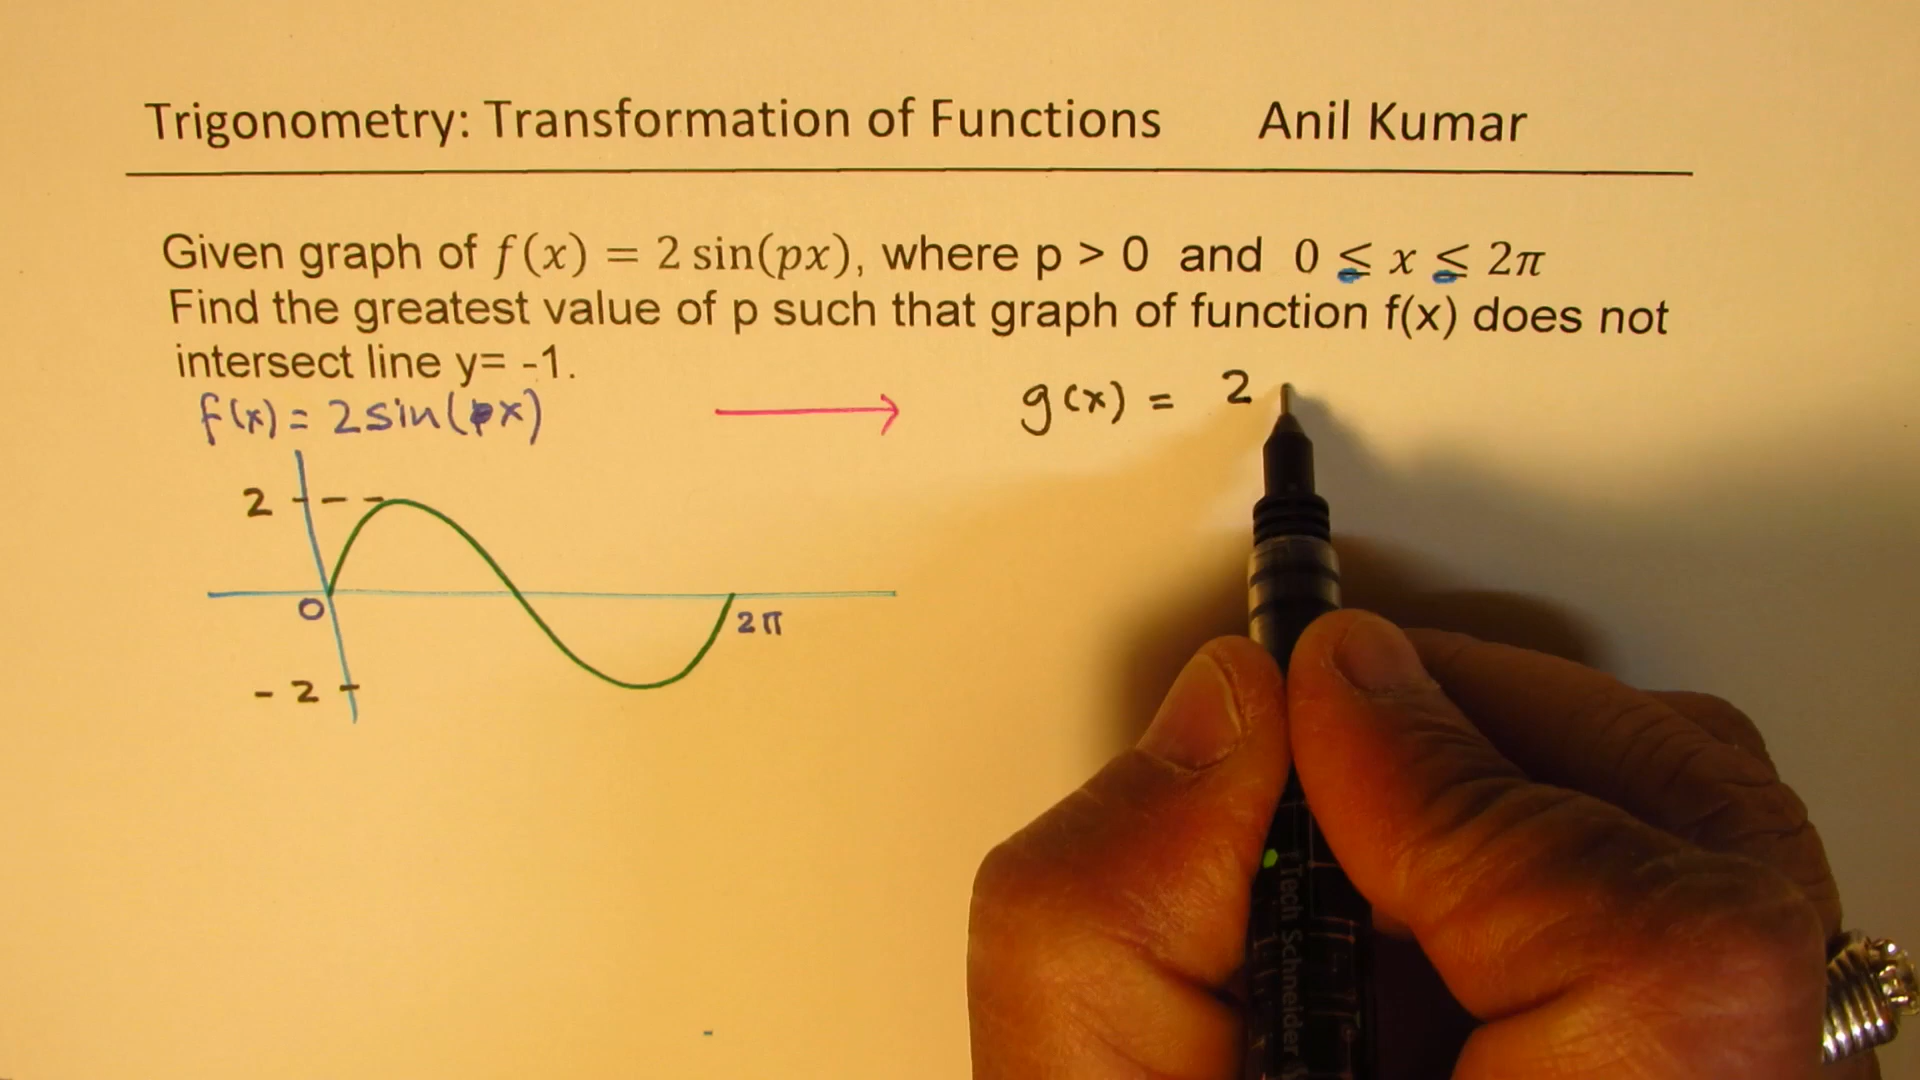 Trigonometry: Transformation of Functions Anil Kumar
Given graph of f(x) = 2 sin(px), where p > 0 and 0 ≤ x ≤ 2π
Find the greatest value of p such that graph of function f(x) does not
intersect line y= -1.
f(x) = 2sin(px) → g(x) = 2
2
0
2π
- 2
Tech Schneider